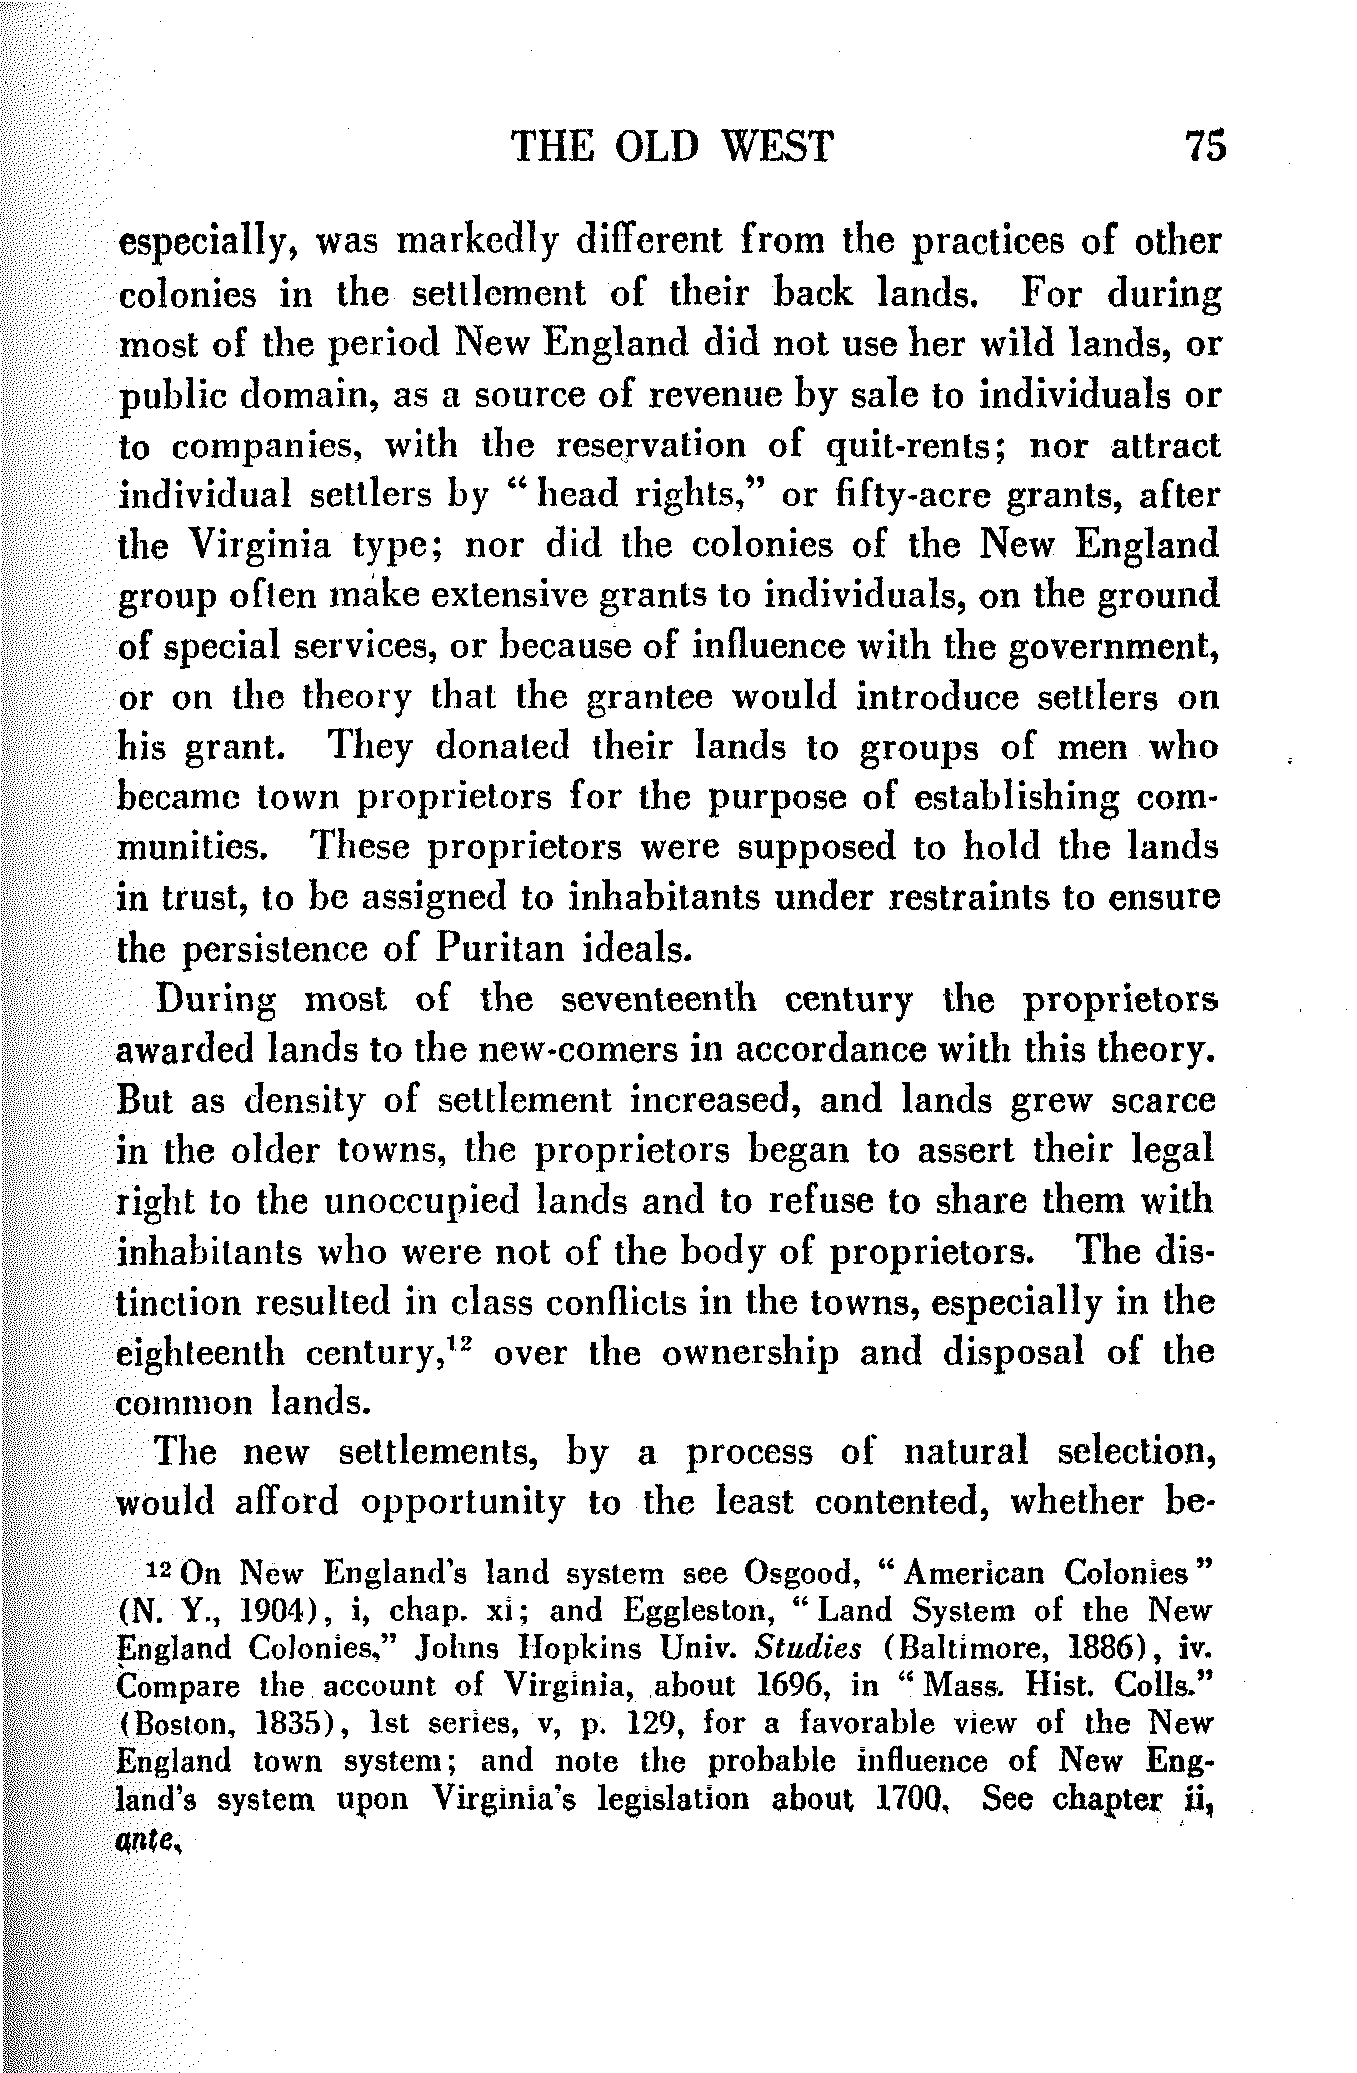 THE OLD WEST 75
especially, was markedly different from the practices of other
colonies in the settlement of their back lands. For during
most of the period New England did not use her wild lands, or
public domain, as a source of revenue by sale to individuals or
to companies, with the reservation of quit-rents; nor attract
individual settlers by " head rights," or fifty-acre grants, after
the Virginia type; nor did the colonies of the New England
group often make extensive grants to individuals, on the ground
of special services, or because of influence with the government,
or on the theory that the grantee would introduce settlers on
his grant. They donated their lands to groups of men who
became town proprietors for the purpose of establishing com-
munities. These proprietors were supposed to hold the lands
in trust, to be assigned to inhabitants under restraints to ensure
the persistence of Puritan ideals.
During most of the seventeenth century the proprietors
awarded lands to the new-comers in accordance with this theory.
But as density of settlement increased, and lands grew scarce
in the older towns, the proprietors began to assert their legal
right to the unoccupied lands and to refuse to share them with
inhabitants who were not of the body of proprietors. The dis-
tinction resulted in class conflicts in the towns, especially in the
eighteenth century,¹² over the ownership and disposal of the
common lands.
The new settlements, by a process of natural selection,
would afford opportunity to the least contented, whether be-
¹² On New England's land system see Osgood, " American Colonies "
(N. Y., 1904), i, chap. xi; and Eggleston, " Land System of the New
England Colonies," Johns Hopkins Univ. Studies (Baltimore, 1886), iv.
Compare the account of Virginia, about 1696, in " Mass. Hist. Colls."
(Boston, 1835), 1st series, v, p. 129, for a favorable view of the New
England town system; and note the probable influence of New Eng-
land's system upon Virginia's legislation about 1700. See chapter ii,
ante.